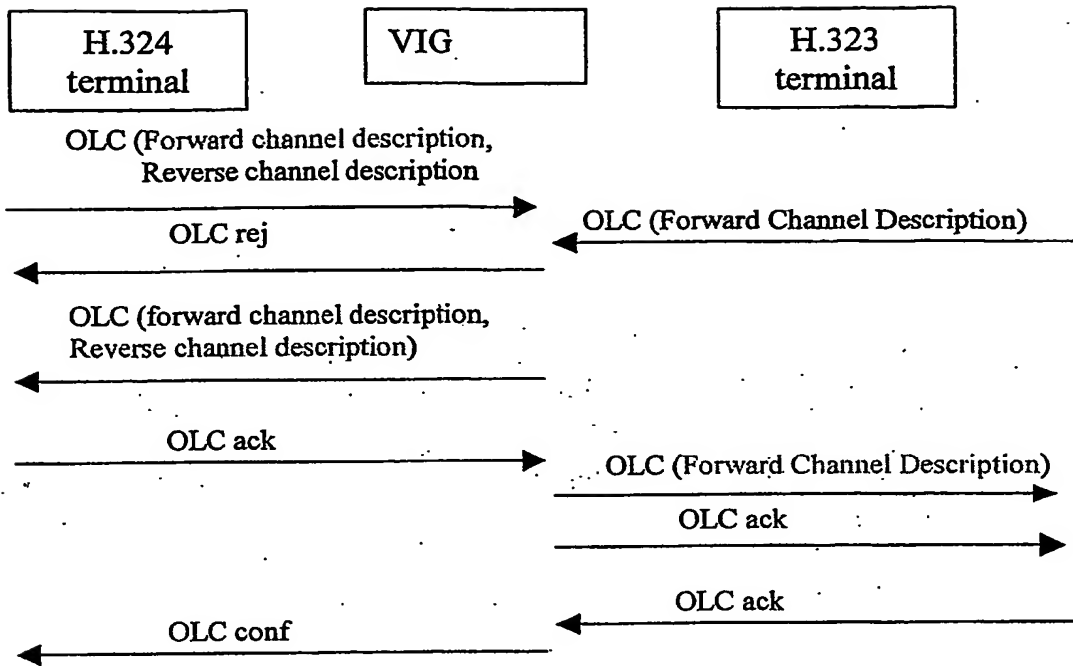 H.324
terminal
VIG
H.323
terminal
OLC (Forward channel description,
Reverse channel description
OLC (Forward Channel Description)
OLC rej
OLC (forward channel description,
Reverse channel description)
OLC ack
OLC (Forward Channel Description)
OLC ack
OLC ack
OLC conf